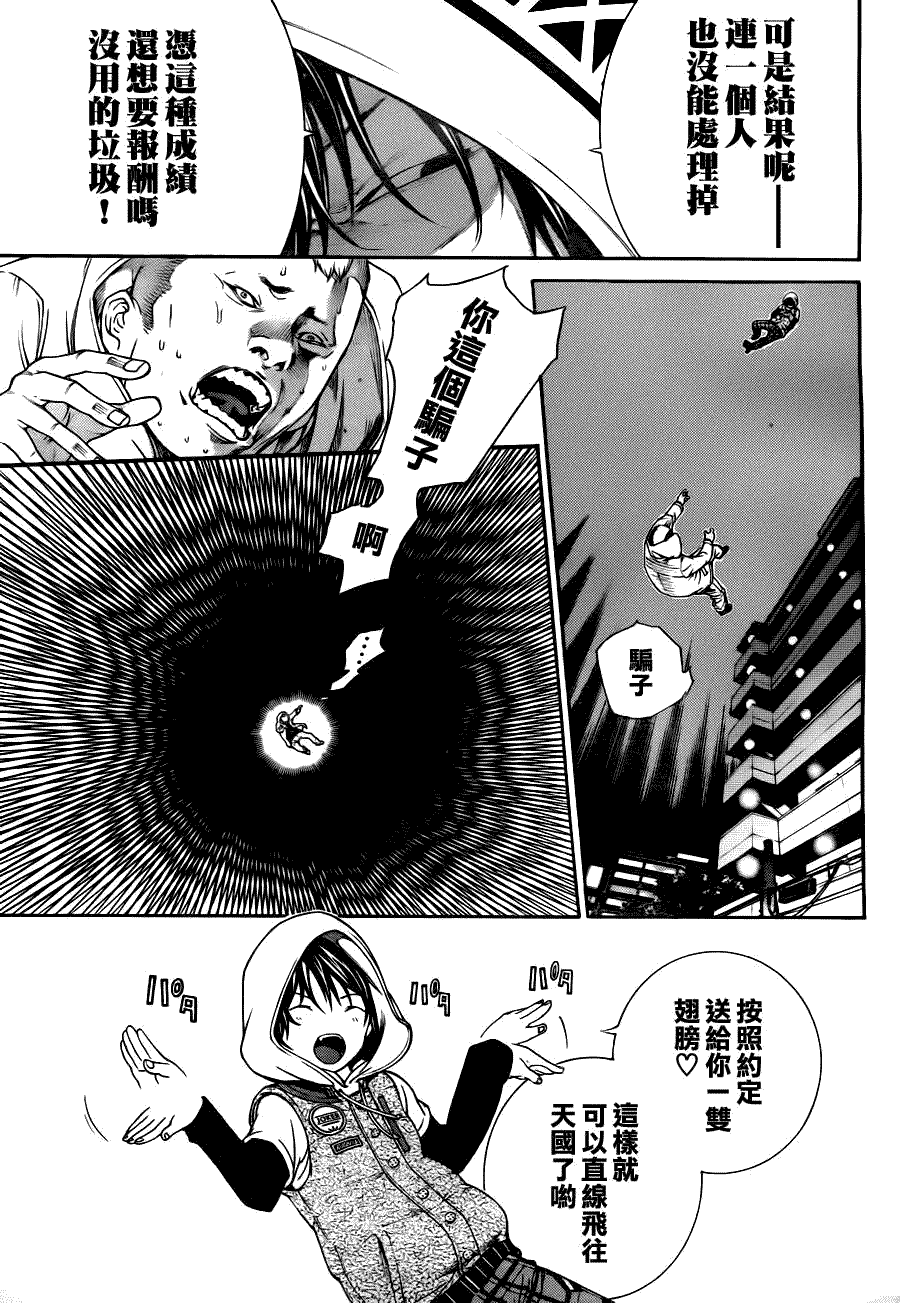 可是結果呢——
連一個人
也沒能處理掉
憑這種成績
還想要報酬嗎
沒用的垃圾！
騙子
你這個騙子
啊
……
按照約定
送給你一雙
翅膀♡
這樣就
可以直線飛往
天國了喲